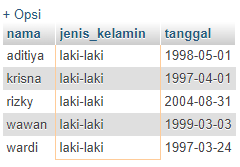 + Opsi
nama jenis_kelamin tanggal
aditiya laki-laki 1998-05-01
krisna laki-laki 1997-04-01
rizky laki-laki 2004-08-31
wawan laki-laki 1999-03-03
wardi laki-laki 1997-03-24